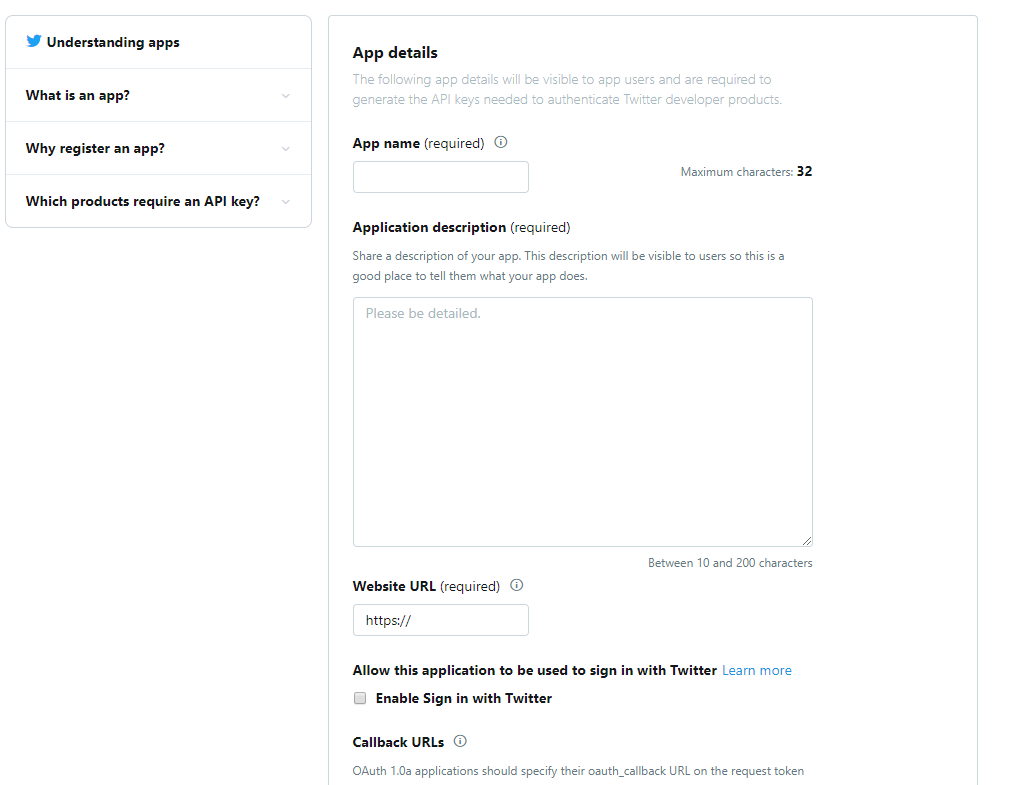 Understanding apps
What is an app?
Why register an app?
Which products require an API key?
App details
The following app details will be visible to app users and are required to
generate the API keys needed to authenticate Twitter developer products.
App name (required)
Maximum characters: 32
Application description (required)
Share a description of your app. This description will be visible to users so this is a
good place to tell them what your app does.
Please be detailed.
Between 10 and 200 characters
Website URL (required)
https://
Allow this application to be used to sign in with Twitter Learn more
Enable Sign in with Twitter
Callback URLs
OAuth 1.0a applications should specify their oauth_callback URL on the request token